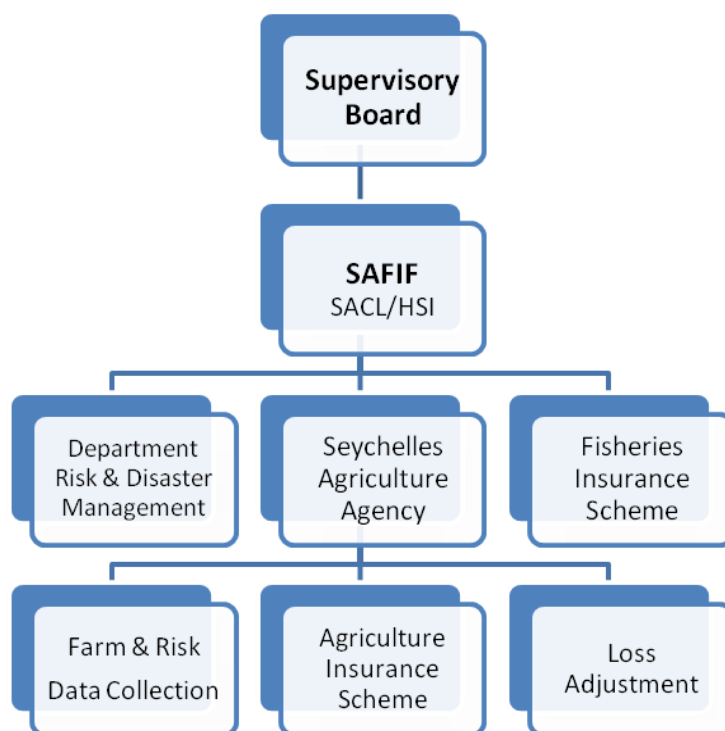 Supervisory
Board
SAFIF
SACL/HSI
Department
Risk & Disaster
Management
Seychelles
Agriculture
Agency
Fisheries
Insurance
Scheme
Farm & Risk
Data Collection
Agriculture
Insurance
Scheme
Loss
Adjustment